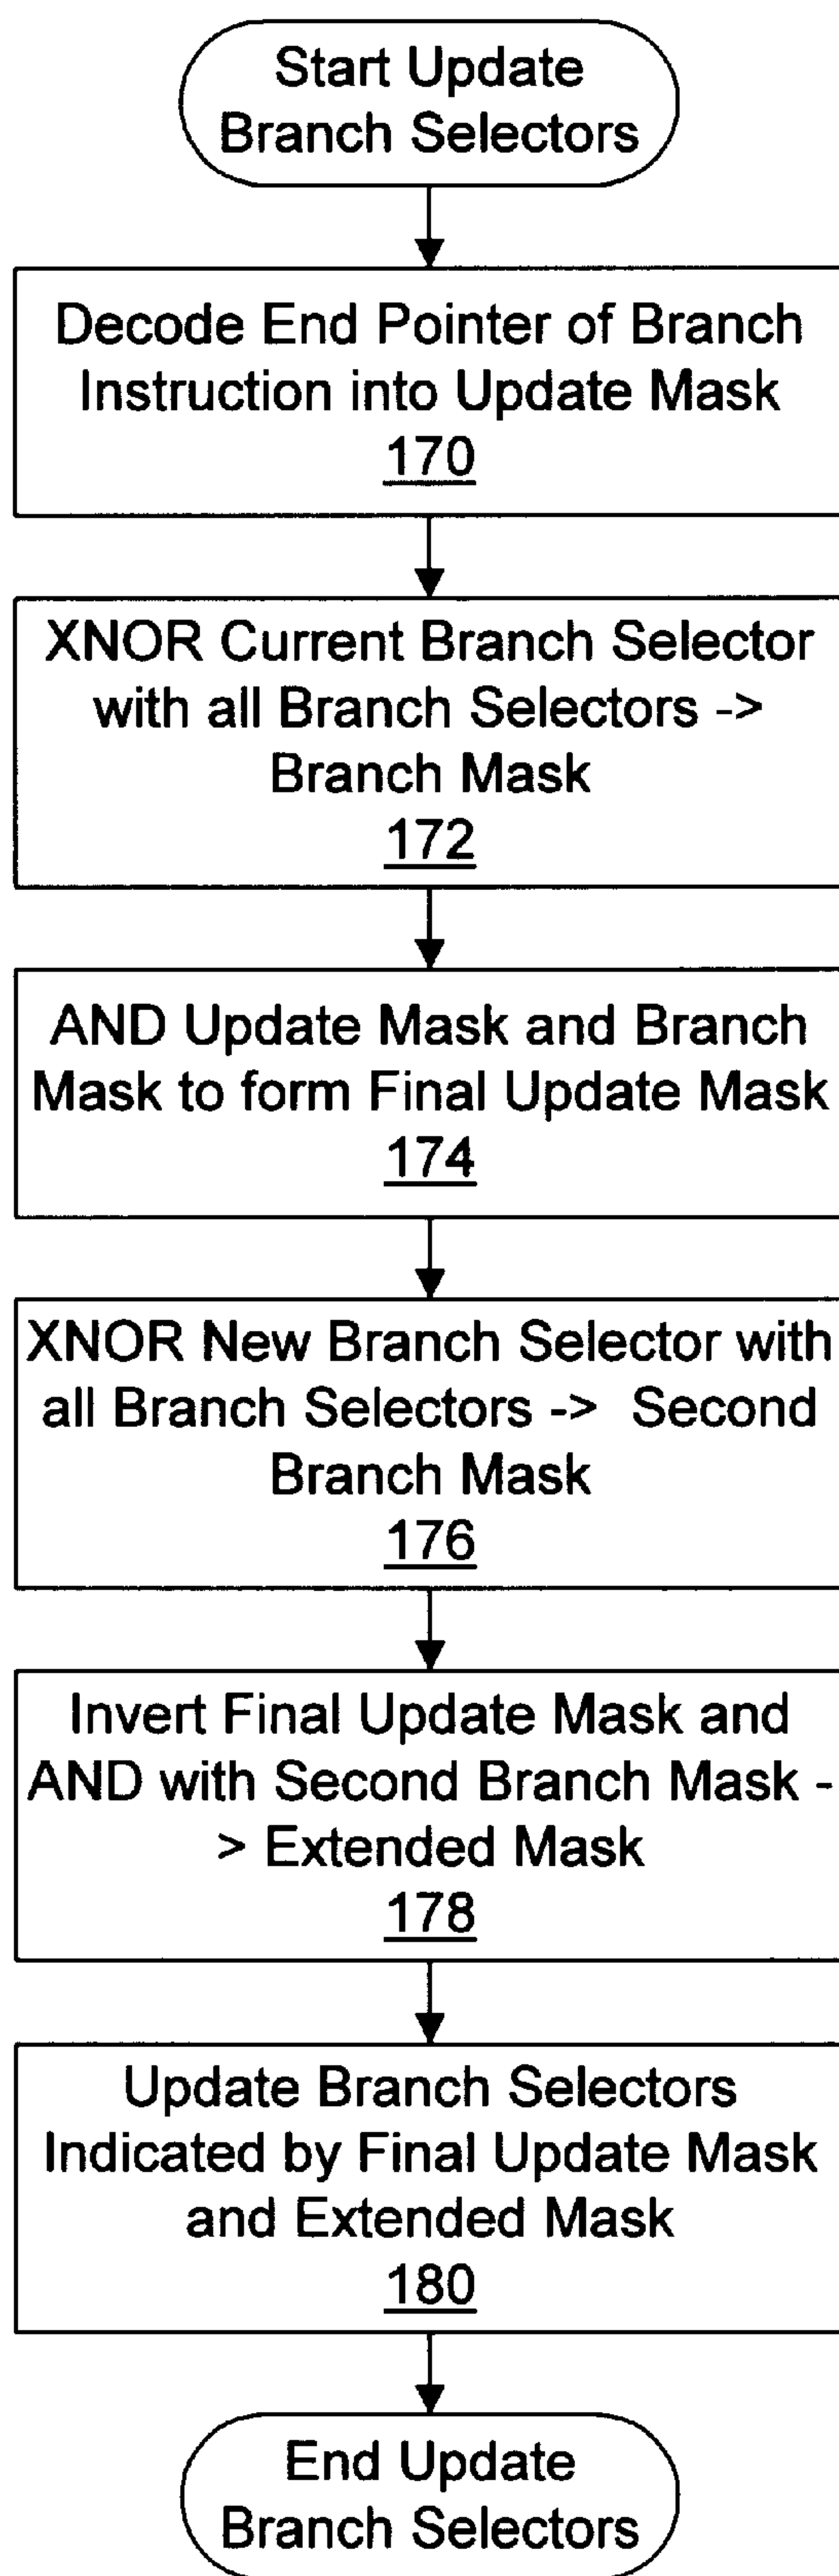 Start Update
Branch Selectors
Decode End Pointer of Branch
Instruction into Update Mask
170
XNOR Current Branch Selector
with all Branch Selectors ->
Branch Mask
172
AND Update Mask and Branch
Mask to form Final Update Mask
174
XNOR New Branch Selector with
all Branch Selectors -> Second
Branch Mask
176
Invert Final Update Mask and
AND with Second Branch Mask -
> Extended Mask
178
Update Branch Selectors
Indicated by Final Update Mask
and Extended Mask
180
End Update
Branch Selectors